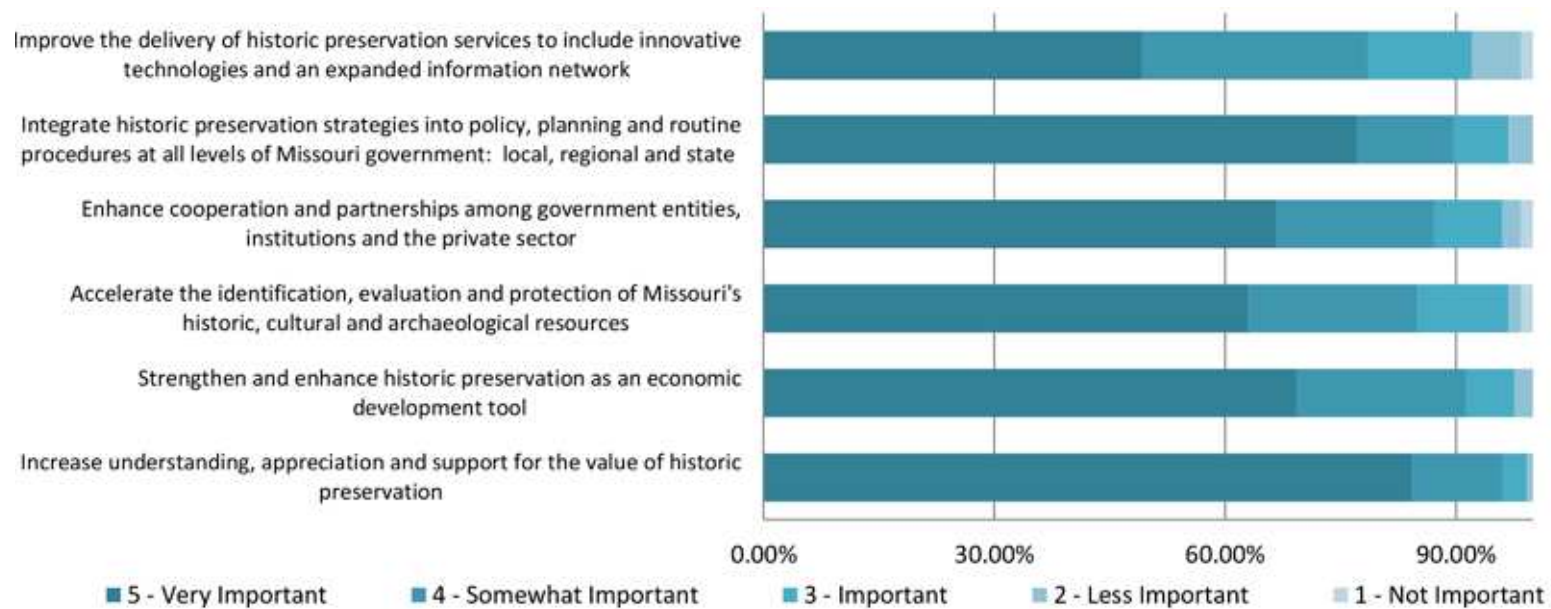 Improve the delivery of historic preservation services to include innovative
technologies and an expanded information network
Integrate historic preservation strategies into policy, planning and routine
procedures at all levels of Missouri government: local, regional and state
Enhance cooperation and partnerships among government entities,
institutions and the private sector
Accelerate the identification, evaluation and protection of Missouri's
historic, cultural and archaeological resources
Strengthen and enhance historic preservation as an economic
development tool
Increase understanding, appreciation and support for the value of historic
preservation
0.00% 30.00% 60.00% 90.00%
5 - Very Important 4 - Somewhat Important 3 - Important 2 - Less Important 1 - Not Important